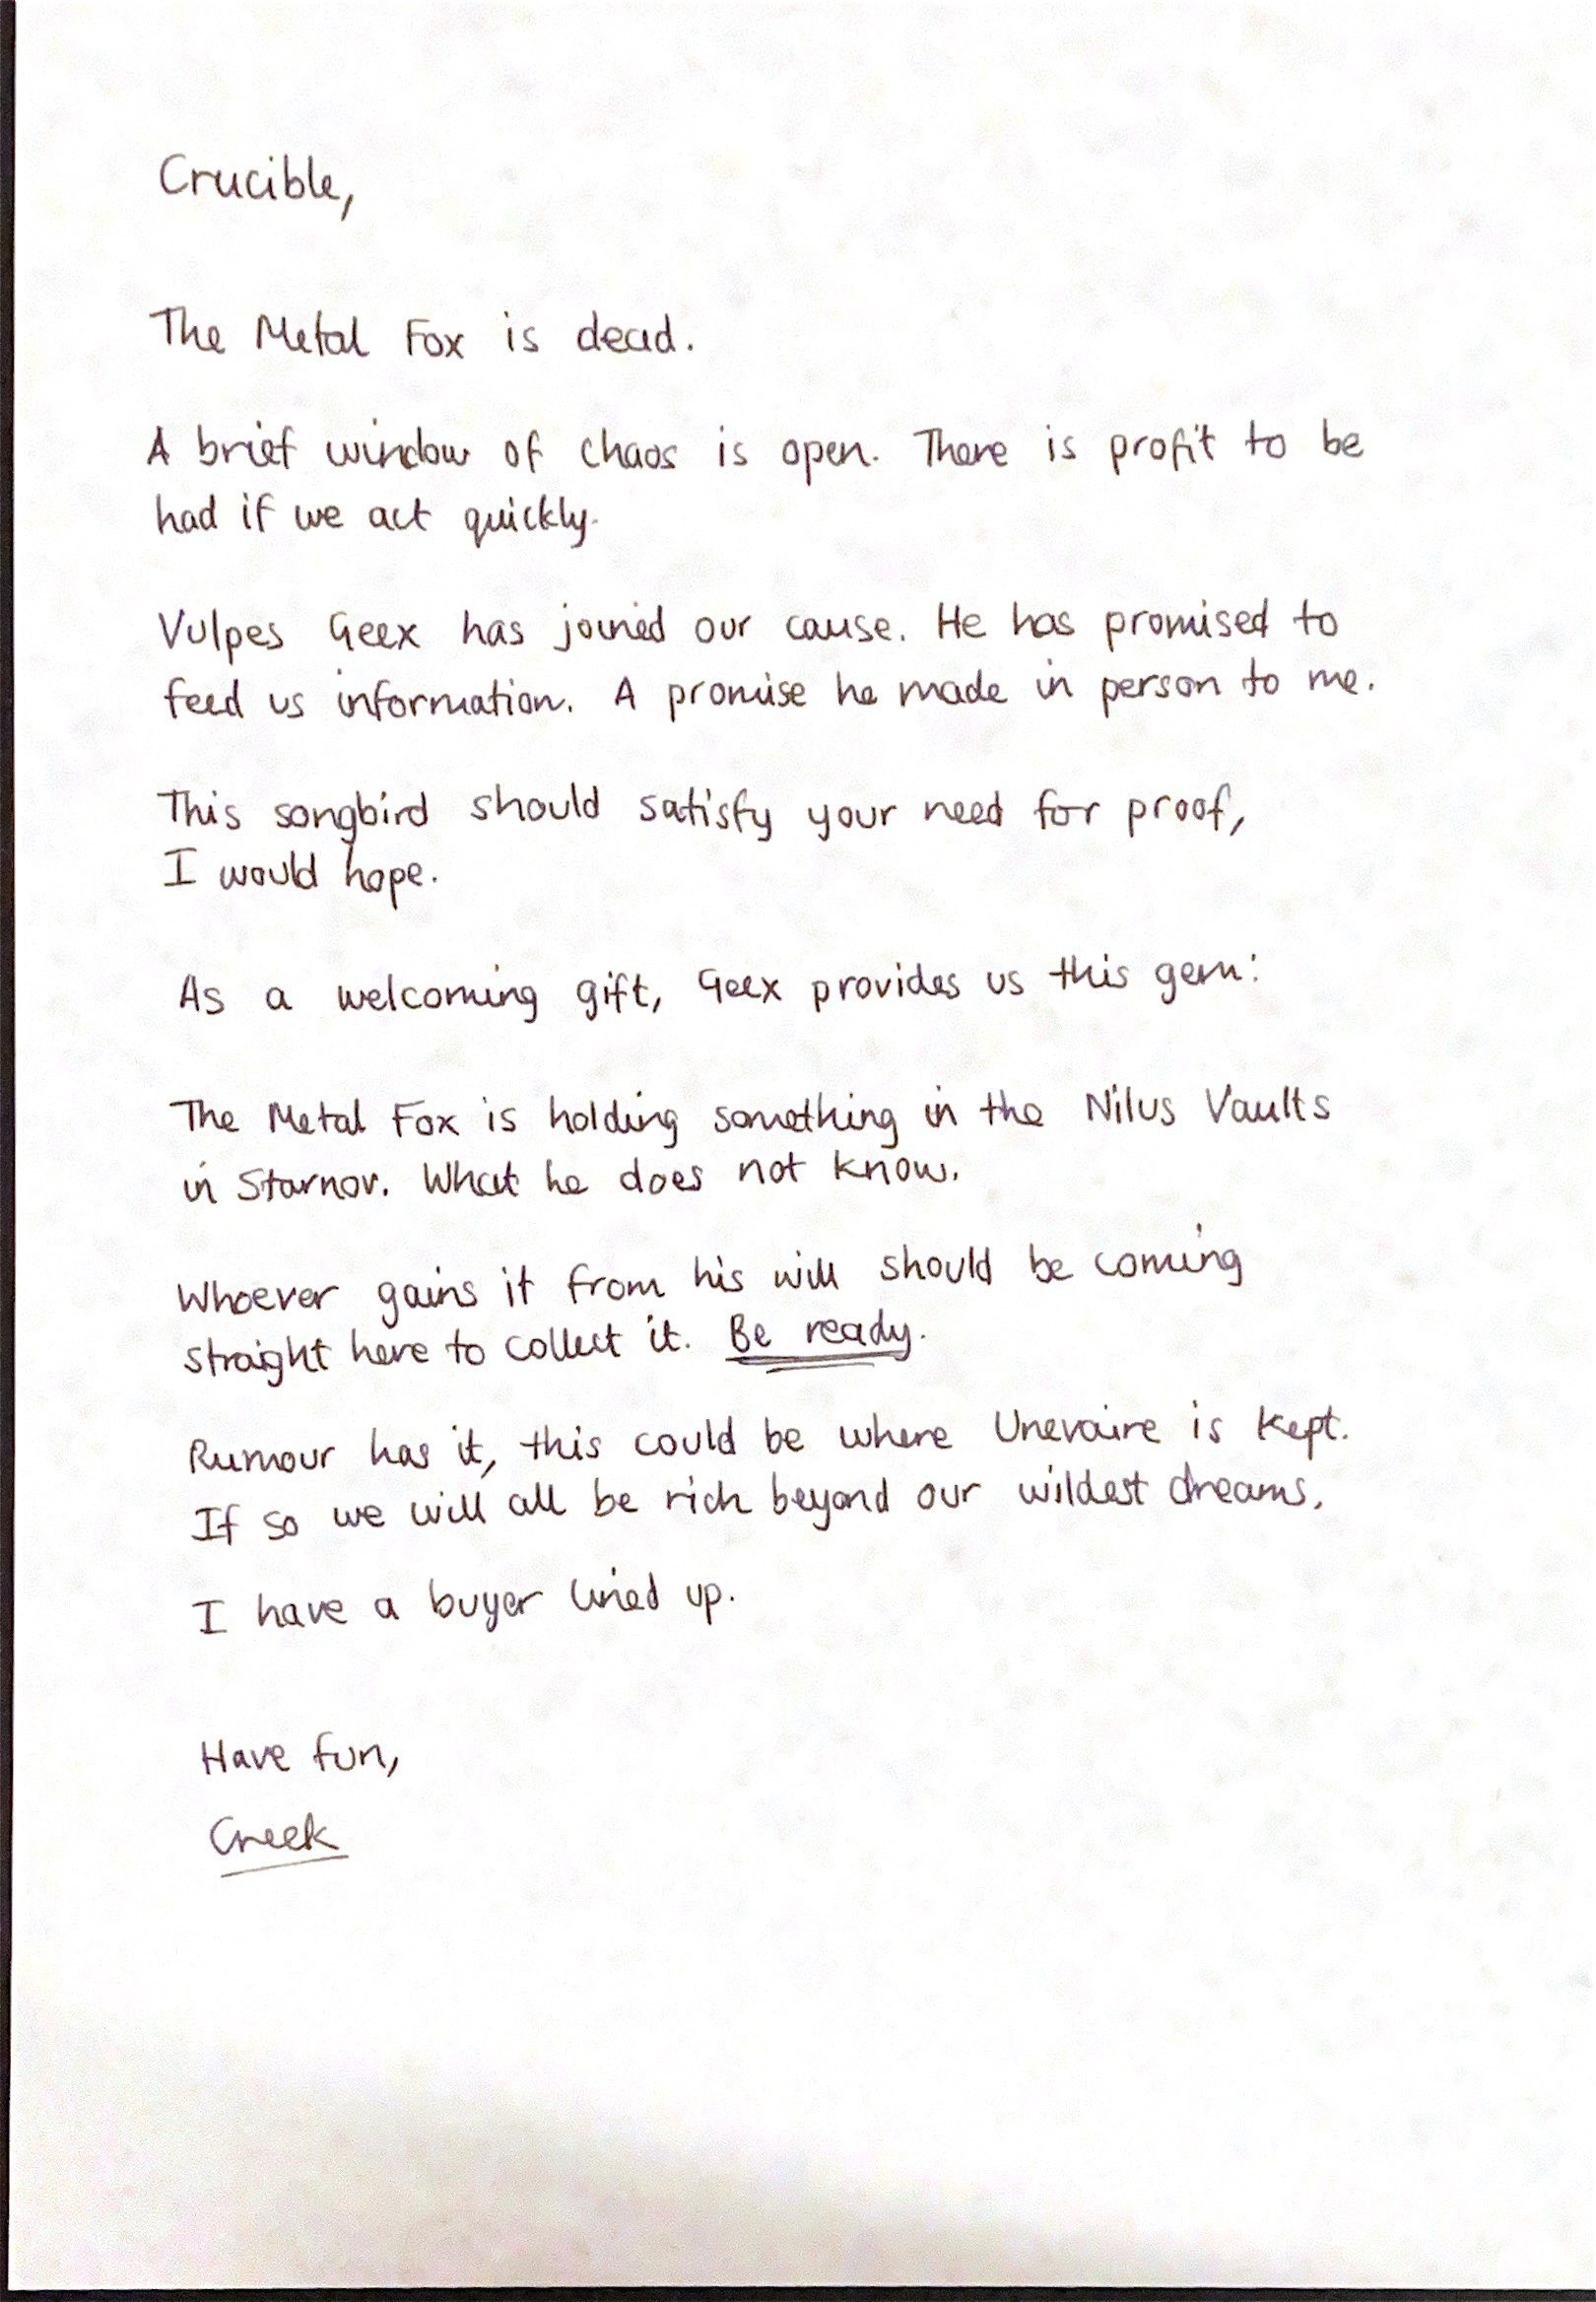 Crucible,
The Metal Fox is dead.
A brief window of chaos is open. There is profit to be
had if we act quickly.
Vulpes Geex has joined our cause. He has promised to
feed us information. A promise he made in person to me.
This songbird should satisfy your need for proof,
I would hope.
As a welcoming gift, Geex provides us this gem:
The Metal Fox is holding something in the Nilus Vaults
in Starnov. What he does not know.
Whoever gains it from his will should be coming
straight here to collect it. Be ready.
Rumour has it, this could be where Unevaire is kept.
If so we will all be rich beyond our wildest dreams.
I have a buyer lined up.
Have fun,
Creek